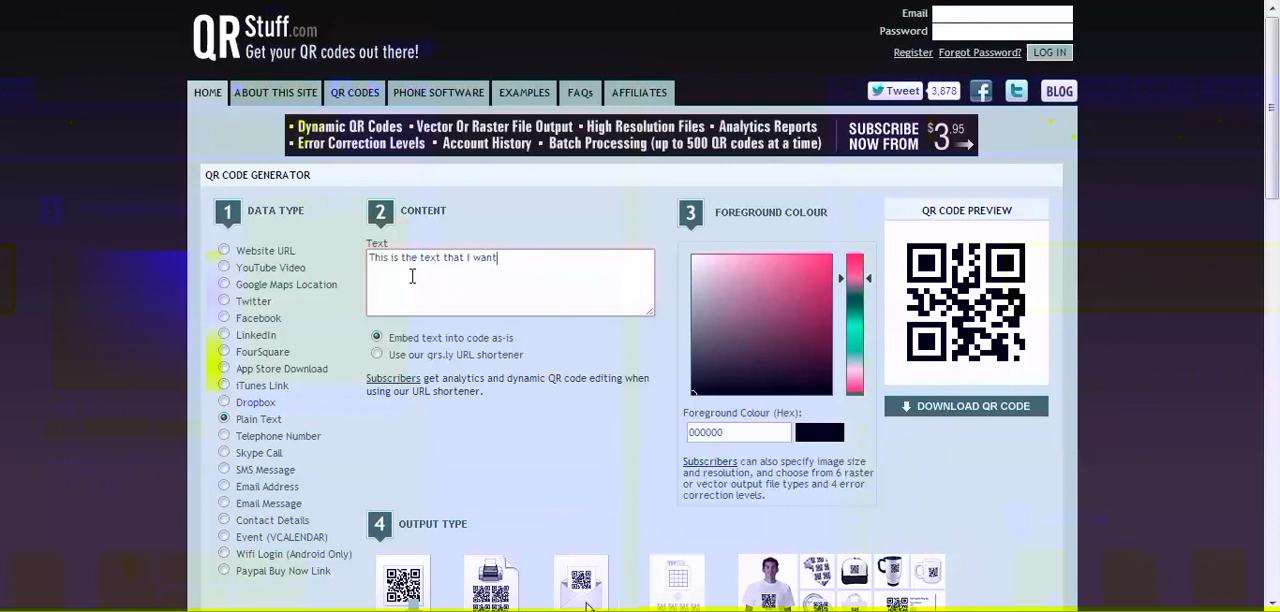 QR Stuff.com
Get your QR codes out there!
Email
Password
Register Forgot Password? LOG IN
HOME ABOUT THIS SITE QR CODES PHONE SOFTWARE EXAMPLES FAQs AFFILIATES
Tweet 3,878 BLOG
• Dynamic QR Codes • Vector Or Raster File Output • High Resolution Files • Analytics Reports
• Error Correction Levels • Account History • Batch Processing (up to 500 QR codes at a time)
SUBSCRIBE NOW FROM $3.95
QR CODE GENERATOR
1 DATA TYPE
Website URL
YouTube Video
Google Maps Location
Twitter
Facebook
LinkedIn
FourSquare
App Store Download
iTunes Link
Dropbox
Plain Text
Telephone Number
Skype Call
SMS Message
Email Address
Email Message
Contact Details
Event (VCALENDAR)
Wifi Login (Android Only)
Paypal Buy Now Link
2 CONTENT
Text
This is the text that I want
Embed text into code as-is
Use our qrs.ly URL shortener
Subscribers get analytics and dynamic QR code editing when
using our URL shortener.
3 FOREGROUND COLOUR
Foreground Colour (Hex):
000000
Subscribers can also specify image size
and resolution, and choose from 6 raster
or vector output file types and 4 error
correction levels.
QR CODE PREVIEW
DOWNLOAD QR CODE
4 OUTPUT TYPE